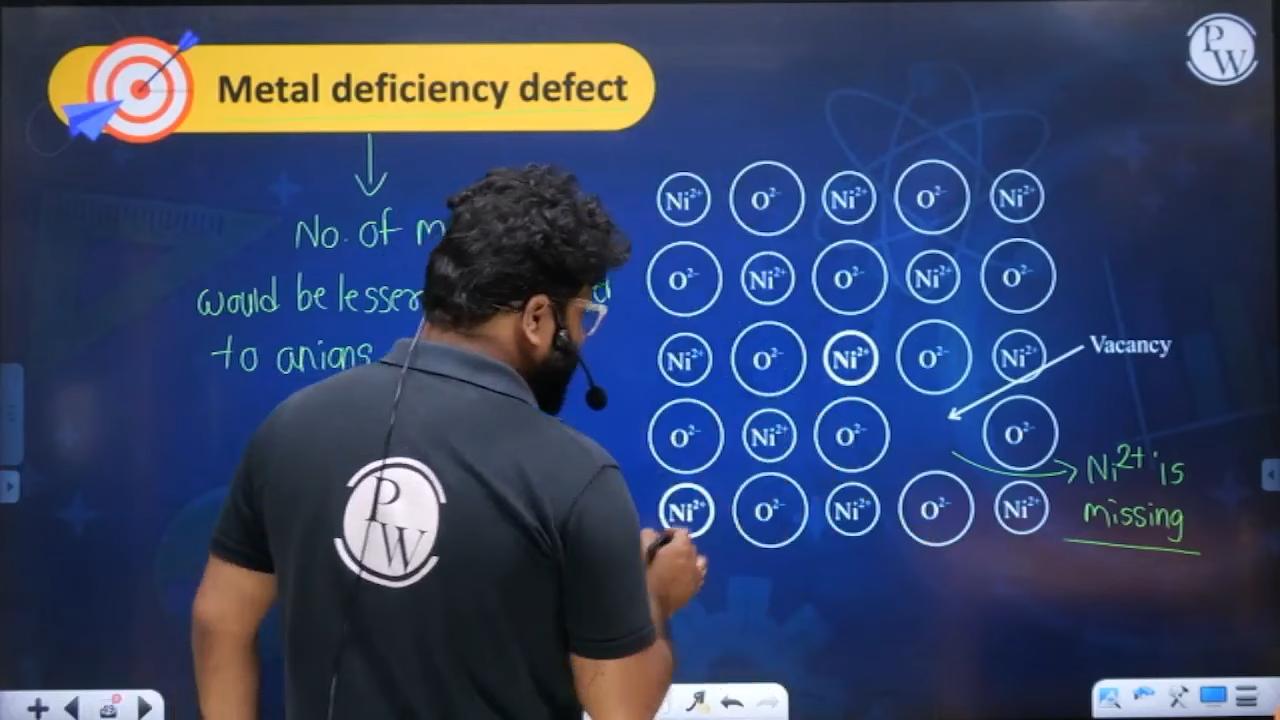 Metal deficiency defect
PW
No. of
would be lesser
to anions
Ni²⁺ O²⁻ Ni²⁺ O²⁻ Ni²⁺
O²⁻ Ni²⁺ O²⁻ Ni²⁺ O²⁻
Ni²⁺ O²⁻ Ni²⁺ O²⁻ Ni²⁺
Vacancy
O²⁻ Ni²⁺ O²⁻ O²⁻
Ni²⁺ is
missing
Ni²⁺ O²⁻ Ni²⁺ O²⁻ Ni²⁺
PW